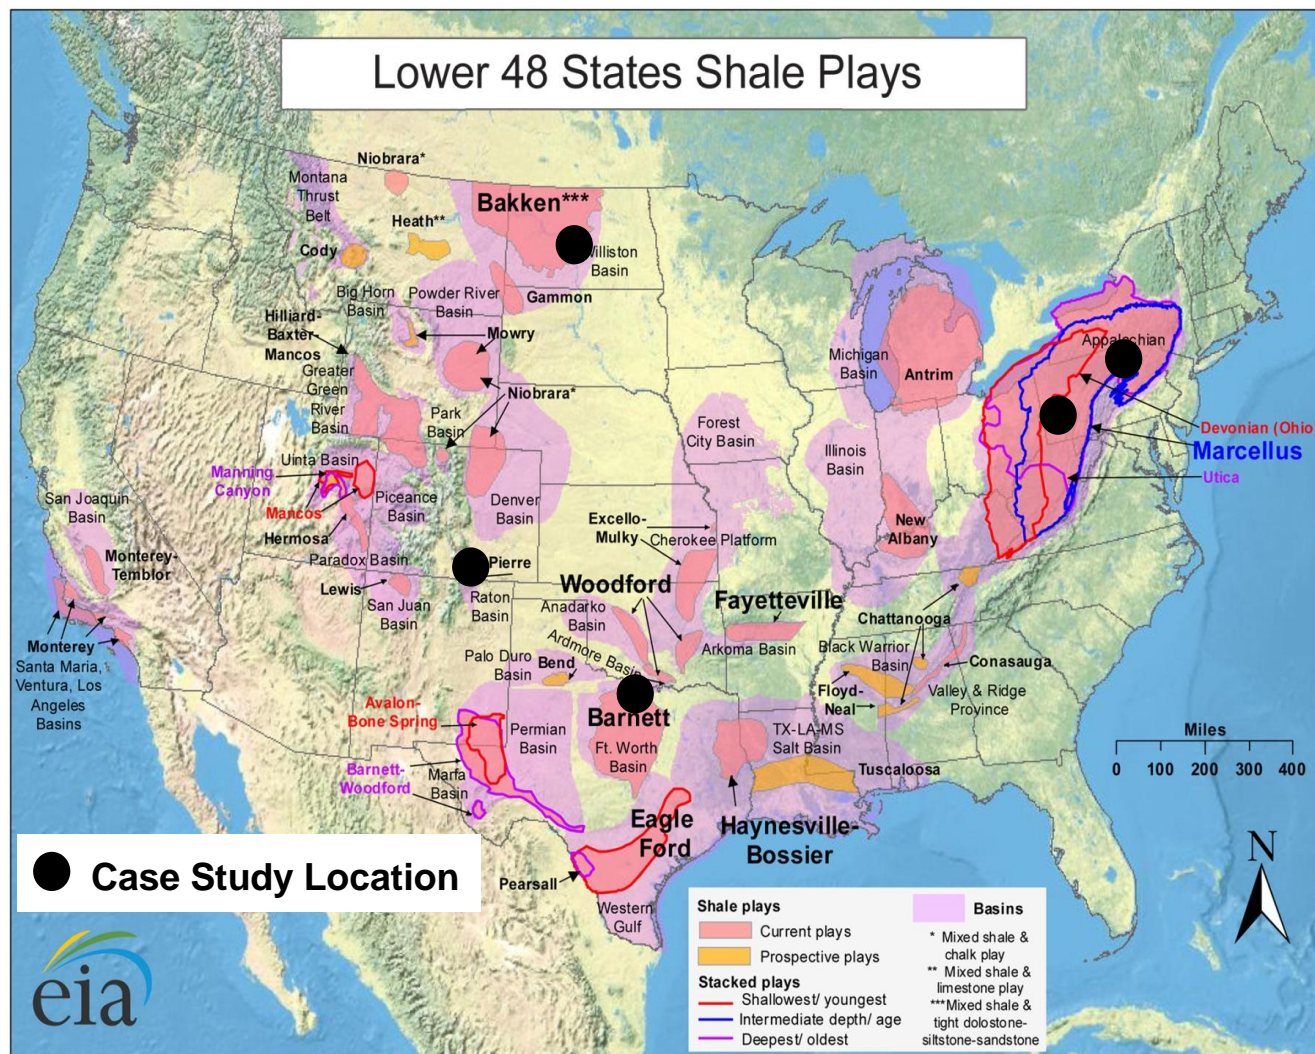 Lower 48 States Shale Plays
Niobrara*
Montana
Thrust
Belt
Bakken***
Heath**
Cody
illiston
Basin
Big Horn
Basin
Powder River
Basin
Gammon
Hilliard-
Baxter-
Mancos
Mowry
Greater
Green
River
Basin
Niobrara*
Park
Basin
Michigan
Basin
Antrim
Appalachian
Forest
City Basin
Illinois
Basin
Devonian (Ohio
Marcellus
Utica
Uinta Basin
Manning
Canyon
Mancos
Piceance
Basin
Denver
Basin
San Joaquin
Basin
Hermosa
Excello-
Mulky
Cherokee Platform
New
Albany
Monterey-
Temblor
Paradox Basin
Pierre
Lewis
San Juan
Basin
Raton
Basin
Woodford
Anadarko
Basin
Fayetteville
Chattanooga
Ardmore Basin
Arkoma Basin
Black Warrior
Basin
Monterey
Santa Maria,
Ventura, Los
Angeles
Basins
Palo Duro
Basin
Bend
Conasauga
Floyd-
Neal
Valley & Ridge
Province
Avalon-
Bone Spring
Permian
Basin
Barnett
Ft. Worth
Basin
TX-LA-MS
Salt Basin
Tuscaloosa
Barnett-
Woodford
Marfa
Basin
Eagle
Ford
Haynesville-
Bossier
Pearsall
Western
Gulf
Miles
0 100 200 300 400
N
Case Study Location
eia
Shale plays
Current plays
Prospective plays
Stacked plays
Shallowest/ youngest
Intermediate depth/ age
Deepest/ oldest
Basins
* Mixed shale &
chalk play
** Mixed shale &
limestone play
***Mixed shale &
tight dolostone-
siltstone-sandstone